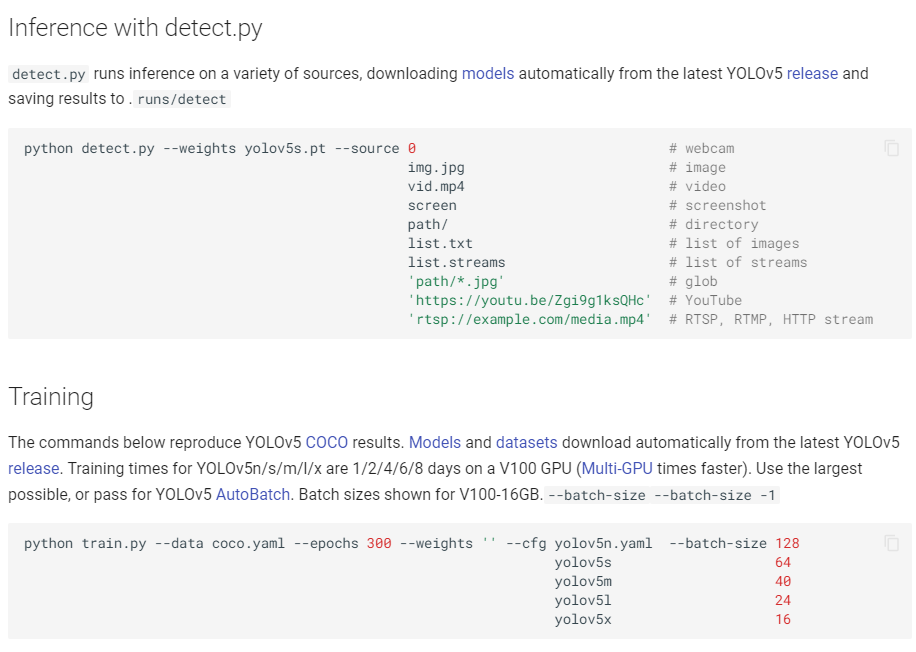 Inference with detect.py
detect.py runs inference on a variety of sources, downloading models automatically from the latest YOLOv5 release and
saving results to . runs/detect
python detect.py --weights yolov5s.pt --source 0 # webcam
img.jpg # image
vid.mp4 # video
screen # screenshot
path/ # directory
list.txt # list of images
list.streams # list of streams
'path/*.jpg' # glob
'https://youtu.be/Zgi9g1ksQHc' # YouTube
'rtsp://example.com/media.mp4' # RTSP, RTMP, HTTP stream
Training
The commands below reproduce YOLOv5 COCO results. Models and datasets download automatically from the latest YOLOv5
release. Training times for YOLOv5n/s/m/l/x are 1/2/4/6/8 days on a V100 GPU (Multi-GPU times faster). Use the largest
possible, or pass for YOLOv5 AutoBatch. Batch sizes shown for V100-16GB. --batch-size --batch-size -1
python train.py --data coco.yaml --epochs 300 --weights '' --cfg yolov5n.yaml --batch-size 128
yolov5s 64
yolov5m 40
yolov5l 24
yolov5x 16